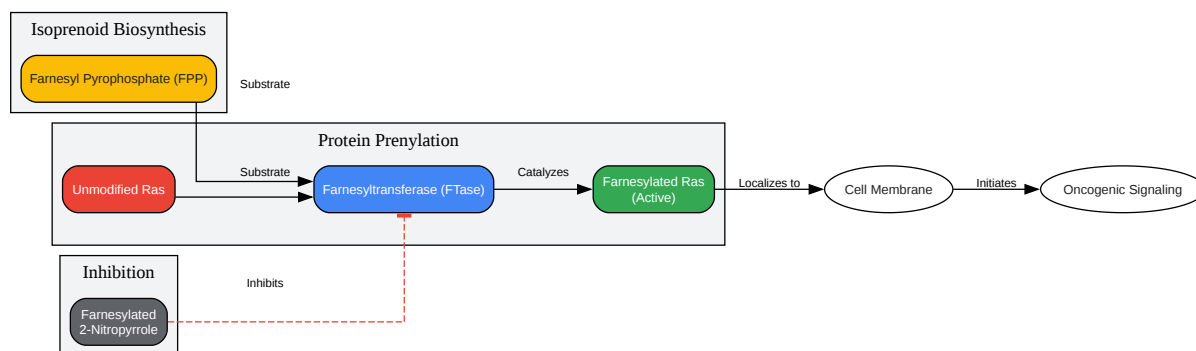 Isoprenoid Biosynthesis
Farnesyl Pyrophosphate (FPP)
Substrate
Protein Prenylation
Unmodified Ras
Substrate
Farnesyltransferase (FTase)
Catalyzes
Farnesylated Ras
(Active)
Localizes to
Cell Membrane
Initiates
Oncogenic Signaling
Inhibition
Inhibits
Farnesylated
2-Nitropyrrole